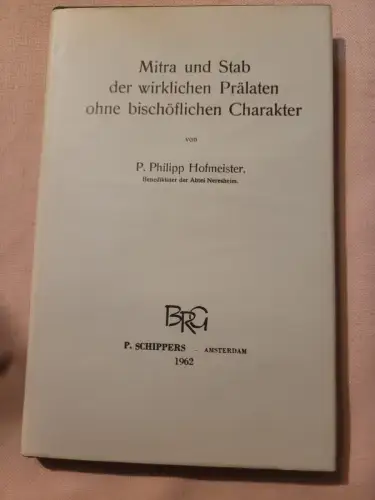 Mitra und Stab
der wirklichen Prälaten
ohne bischöflichen Charakter
von
P. Philipp Hofmeister.
Benediktiner der Abtei Neresheim.
BRG
P. SCHIPPERS — AMSTERDAM
1962